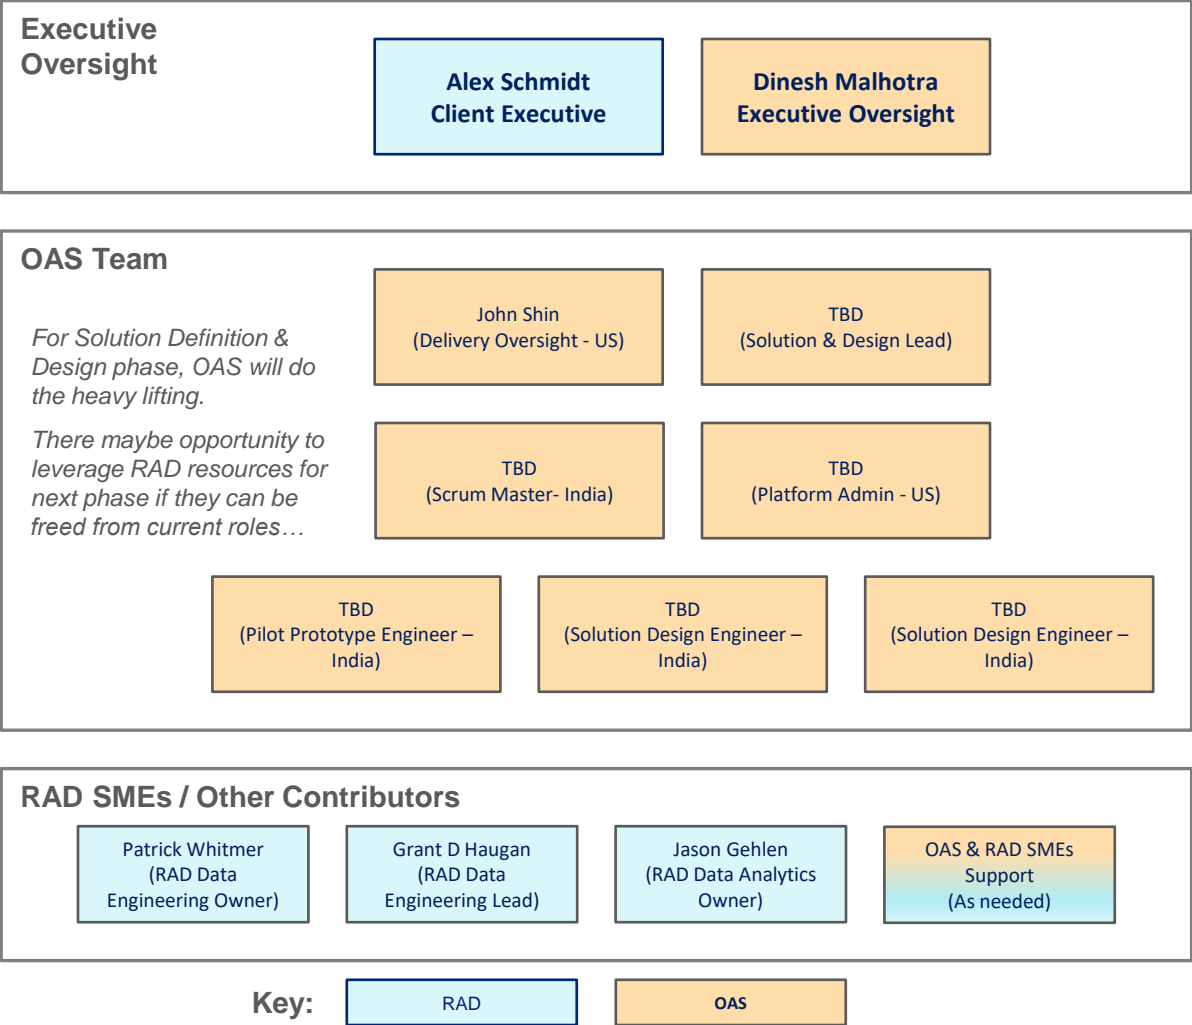 Executive
Oversight
Alex Schmidt
Client Executive
Dinesh Malhotra
Executive Oversight
OAS Team
For Solution Definition &
Design phase, OAS will do
the heavy lifting.
There maybe opportunity to
leverage RAD resources for
next phase if they can be
freed from current roles…
John Shin
(Delivery Oversight - US)
TBD
(Solution & Design Lead)
TBD
(Scrum Master- India)
TBD
(Platform Admin - US)
TBD
(Pilot Prototype Engineer –
India)
TBD
(Solution Design Engineer –
India)
TBD
(Solution Design Engineer –
India)
RAD SMEs / Other Contributors
Patrick Whitmer
(RAD Data
Engineering Owner)
Grant D Haugan
(RAD Data
Engineering Lead)
Jason Gehlen
(RAD Data Analytics
Owner)
OAS & RAD SMEs
Support
(As needed)
Key:
RAD
OAS